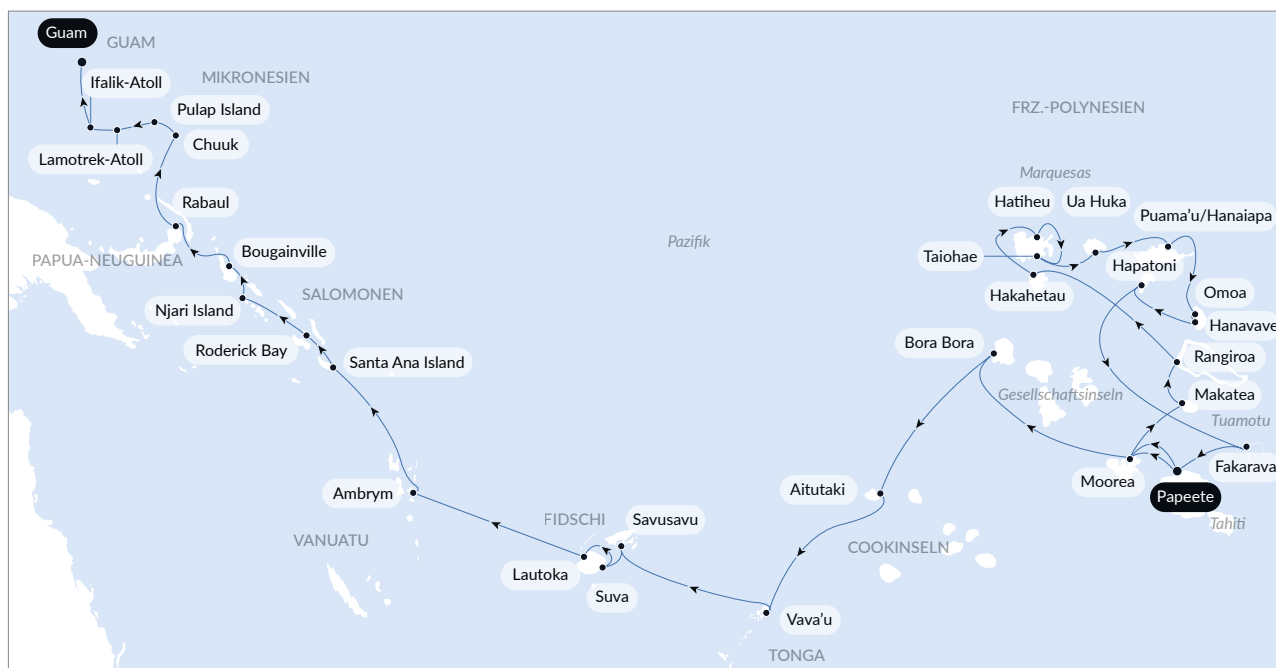 Guam
GUAM
Ifalik-Atoll
MIKRONESIEN
Pulap Island
FRZ.-POLYNESIEN
Chuuk
Lamotrek-Atoll
Marquesas
Hatiheu
Ua Huka
Rabaul
Puama'u/Hanaiapa
Pazifik
Bougainville
Taiohae
PAPUA-NEUGUINEA
Hapatoni
SALOMONEN
Hakahetau
Omoa
Njari Island
Hanavave
Bora Bora
Roderick Bay
Rangiroa
Santa Ana Island
Gesellschaftsinseln
Makatea
Tuamotu
Fakarava
Moorea
Ambrym
Aitutaki
Papeete
FIDSCHI
Savusavu
Tahiti
VANUATU
COOKINSELN
Lautoka
Suva
Vava'u
TONGA